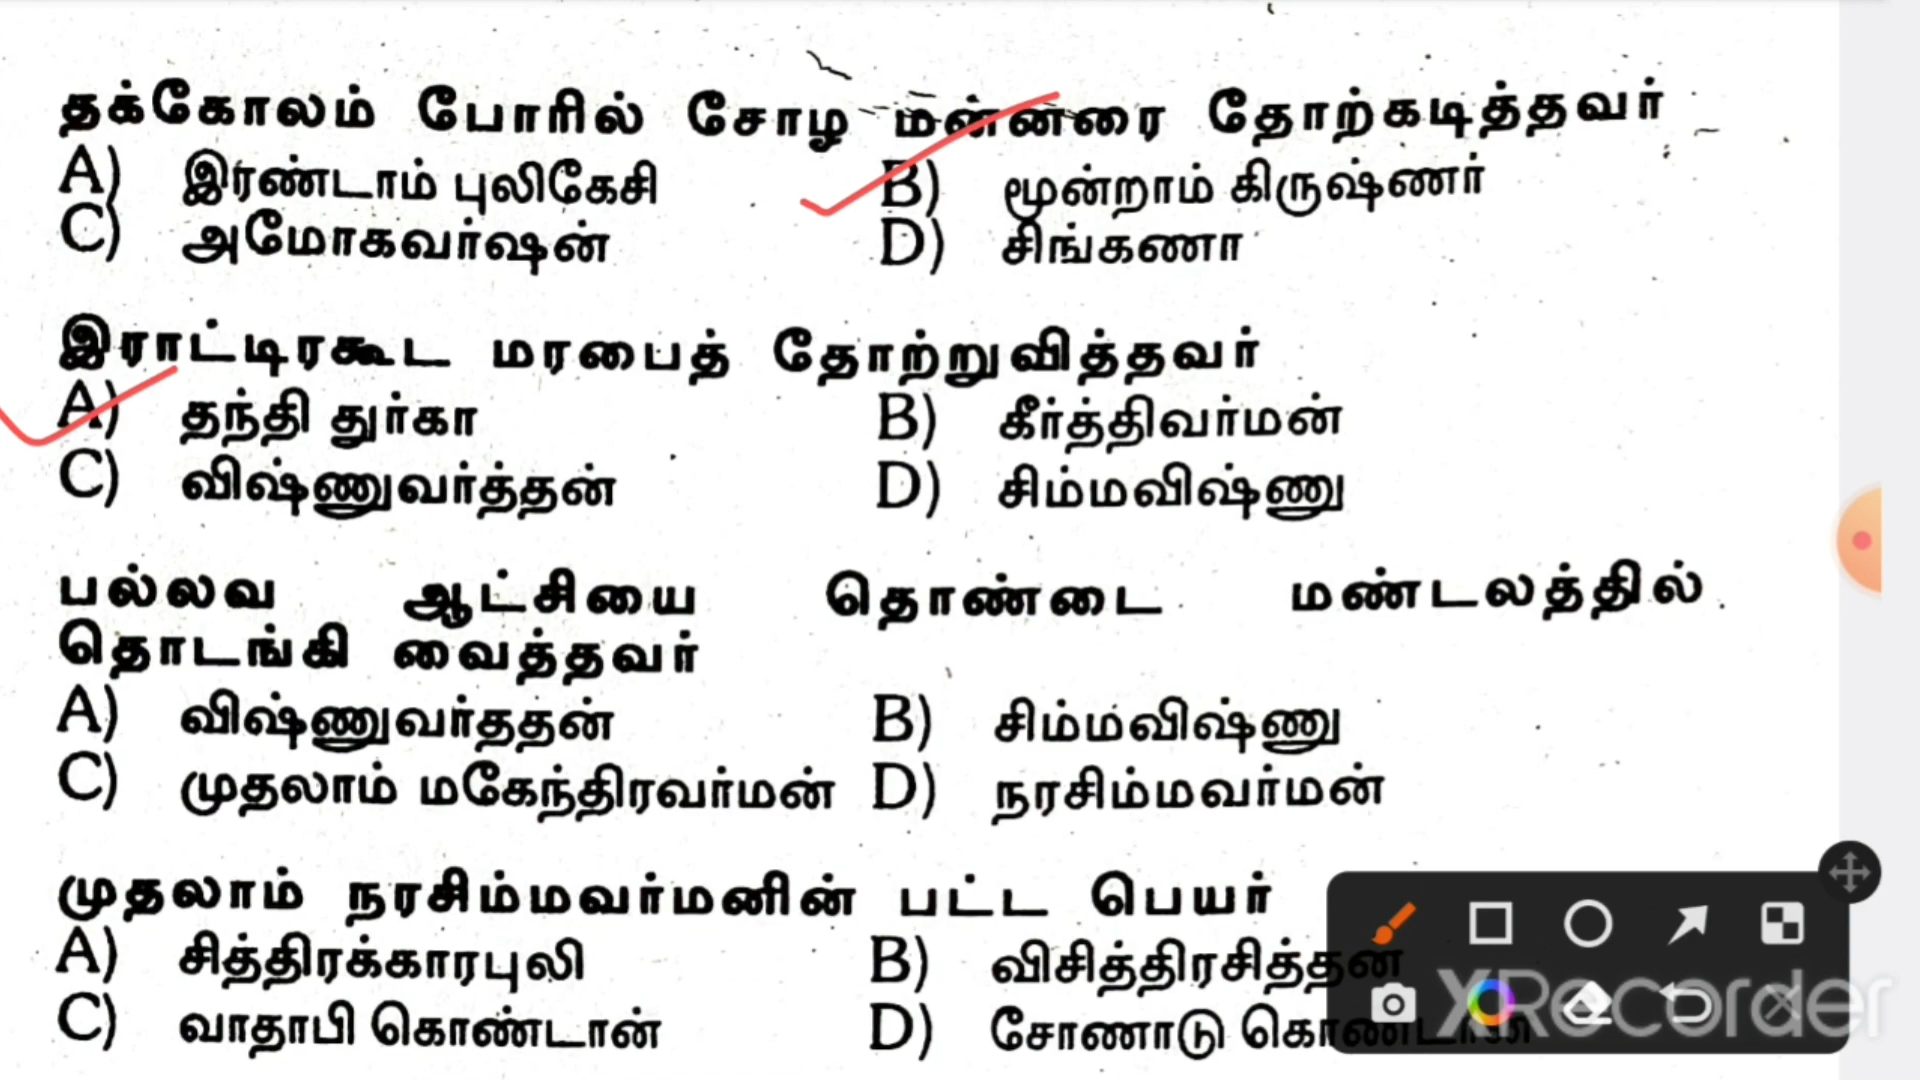 தக்கோலம் போரில் சோழ மன்னரை தோற்கடித்தவர்
A) இரண்டாம் புலிகேசி B) மூன்றாம் கிருஷ்ணர்
C) அமோகவர்ஷன் D) சிங்கணா
இராட்டிரகூட மரபைத் தோற்றுவித்தவர்
A) தந்தி துர்கா B) கீர்த்திவர்மன்
C) விஷ்ணுவர்த்தன் D) சிம்மவிஷ்ணு
பல்லவ ஆட்சியை தொண்டை மண்டலத்தில்
தொடங்கி வைத்தவர்
A) விஷ்ணுவர்ததன் B) சிம்மவிஷ்ணு
C) முதலாம் மகேந்திரவர்மன் D) நரசிம்மவர்மன்
முதலாம் நரசிம்மவர்மனின் பட்ட பெயர்
A) சித்திரக்காரபுலி B) விசித்திரசித்தன்
C) வாதாபி கொண்டான் D) சோணாடு கொண்டான்
XRecorder